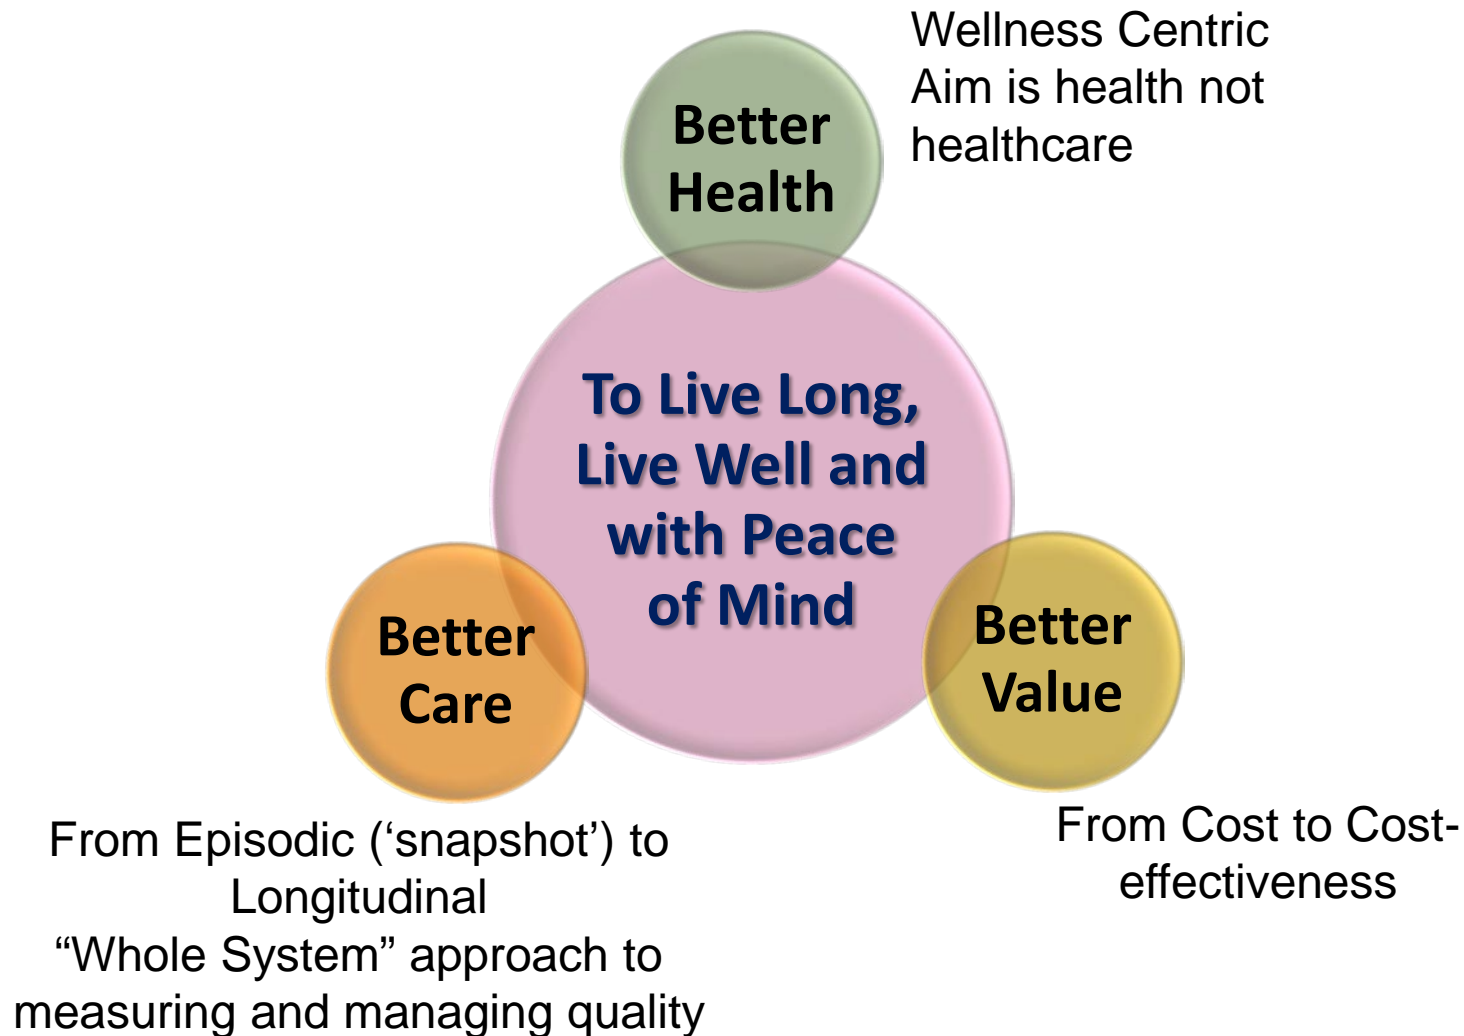 Wellness Centric
Aim is health not
healthcare
Better
Health
To Live Long,
Live Well and
with Peace
of Mind
Better
Care
Better
Value
From Episodic (‘snapshot’) to
Longitudinal
“Whole System” approach to
measuring and managing quality
From Cost to Cost-
effectiveness